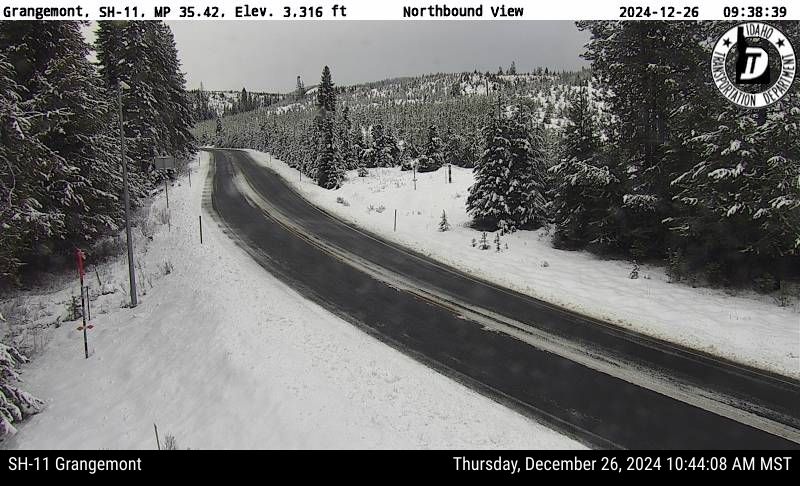 Grangemont, SH-11, MP 35.42, Elev. 3,316 ft Northbound View 2024-12-26 09:38:39
IDAHO
TRANSPORTATION DEPARTMENT
SH-11 Grangemont Thursday, December 26, 2024 10:44:08 AM MST